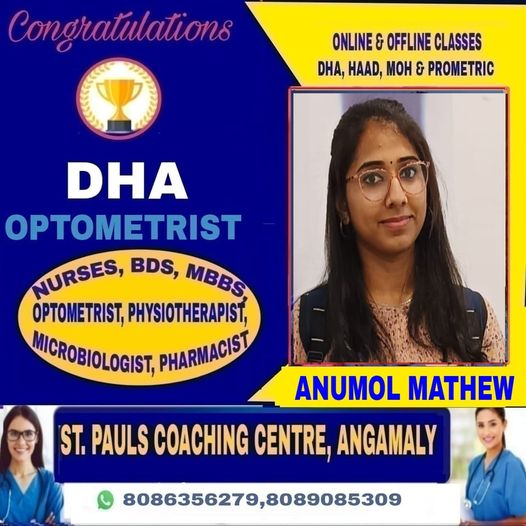 Congratulations
ONLINE & OFFLINE CLASSES
DHA, HAAD, MOH & PROMETRIC
DHA
OPTOMETRIST
NURSES, BDS, MBBS,
OPTOMETRIST, PHYSIOTHERAPIST,
MICROBIOLOGIST, PHARMACIST
ANUMOL MATHEW
ST. PAULS COACHING CENTRE, ANGAMALY
8086356279,8089085309